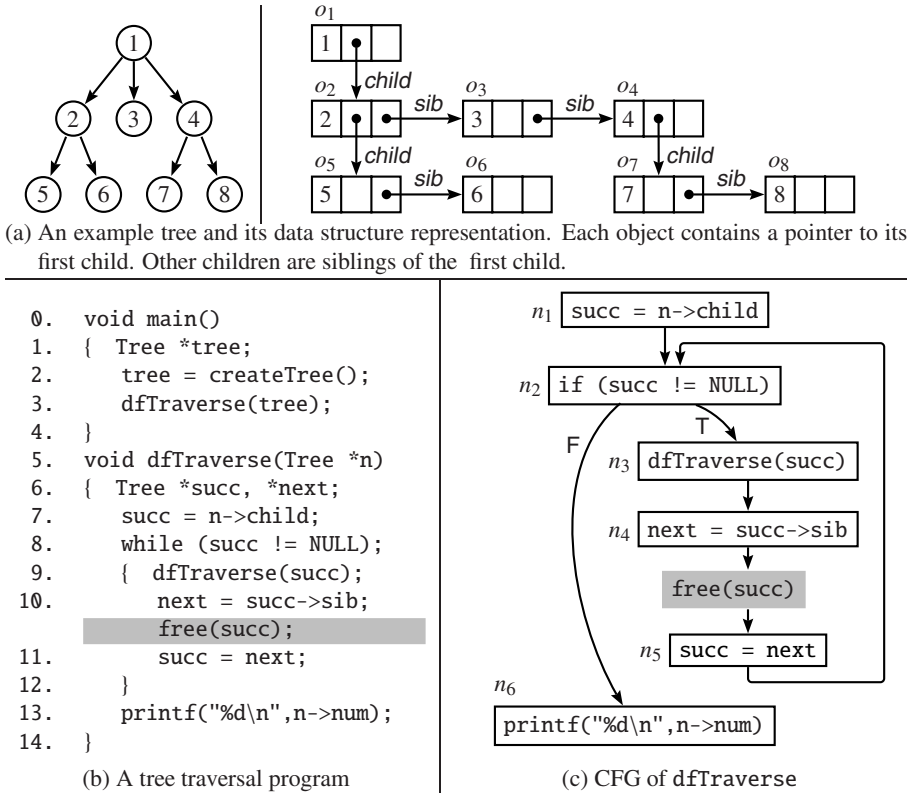 1
2 3 4
5 6 7 8
o1
1
child
o2 o3 o4
2 sib 3 sib 4
child child
o5 o6 o7 o8
5 sib 6 7 sib 8
(a) An example tree and its data structure representation. Each object contains a pointer to its
first child. Other children are siblings of the first child.
0. void main()
1. { Tree *tree;
2. tree = createTree();
3. dfTraverse(tree);
4. }
5. void dfTraverse(Tree *n)
6. { Tree *succ, *next;
7. succ = n->child;
8. while (succ != NULL);
9. { dfTraverse(succ);
10. next = succ->sib;
free(succ);
11. succ = next;
12. }
13. printf("%d\n",n->num);
14. }
(b) A tree traversal program
n1 succ = n->child
n2 if (succ != NULL)
F T
n3 dfTraverse(succ)
n4 next = succ->sib
free(succ)
n5 succ = next
n6
printf("%d\n",n->num)
(c) CFG of dfTraverse